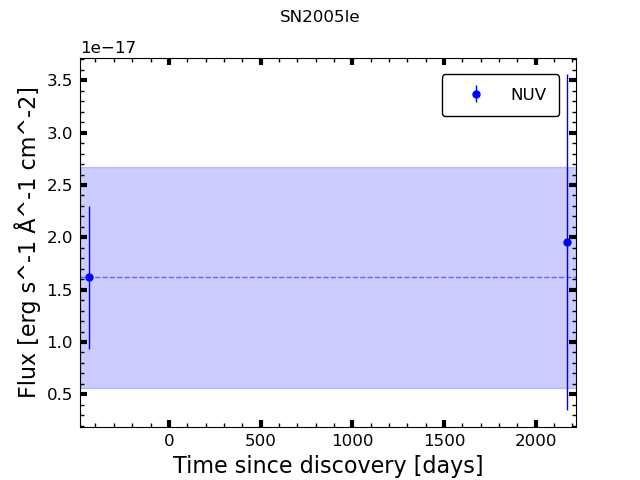 SN2005le
1e−17
3.5
3.0
2.5
2.0
1.5
1.0
0.5
Flux [erg s^-1 Å^-1 cm^-2]
NUV
0
500
1000
1500
2000
Time since discovery [days]